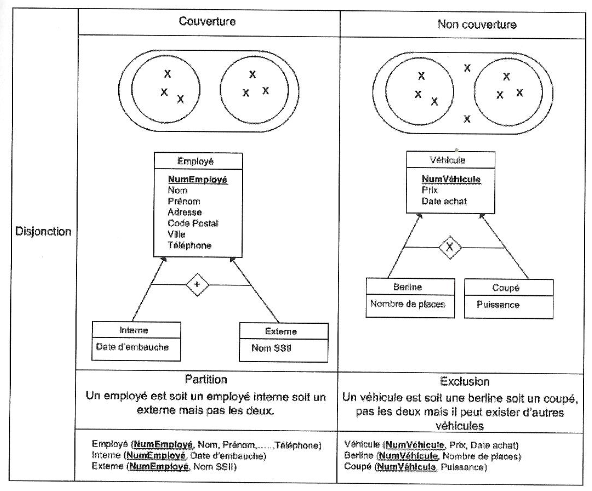 Couverture
Non couverture
X
X X
X
X X
X
X X
X
X
X
X X
Disjonction
Employé
NumEmployé
Nom
Prénom
Adresse
Code Postal
Ville
Téléphone
+
Interne
Date d'embauche
Externe
Nom SSII
Véhicule
NumVéhicule
Prix
Date achat
X
Berline
Nombre de places
Coupé
Puissance
Partition
Un employé est soit un employé interne soit un
externe mais pas les deux.
Exclusion
Un véhicule est soit une berline soit un coupé,
pas les deux mais il peut exister d'autres
véhicules
Employé (NumEmployé, Nom, Prénom,.....,Téléphone)
Interne (NumEmployé, Date d'embauche)
Externe (NumEmployé, Nom SSII)
Véhicule (NumVéhicule, Prix, Date achat)
Berline (NumVéhicule, Nombre de places)
Coupé (NumVéhicule, Puissance)